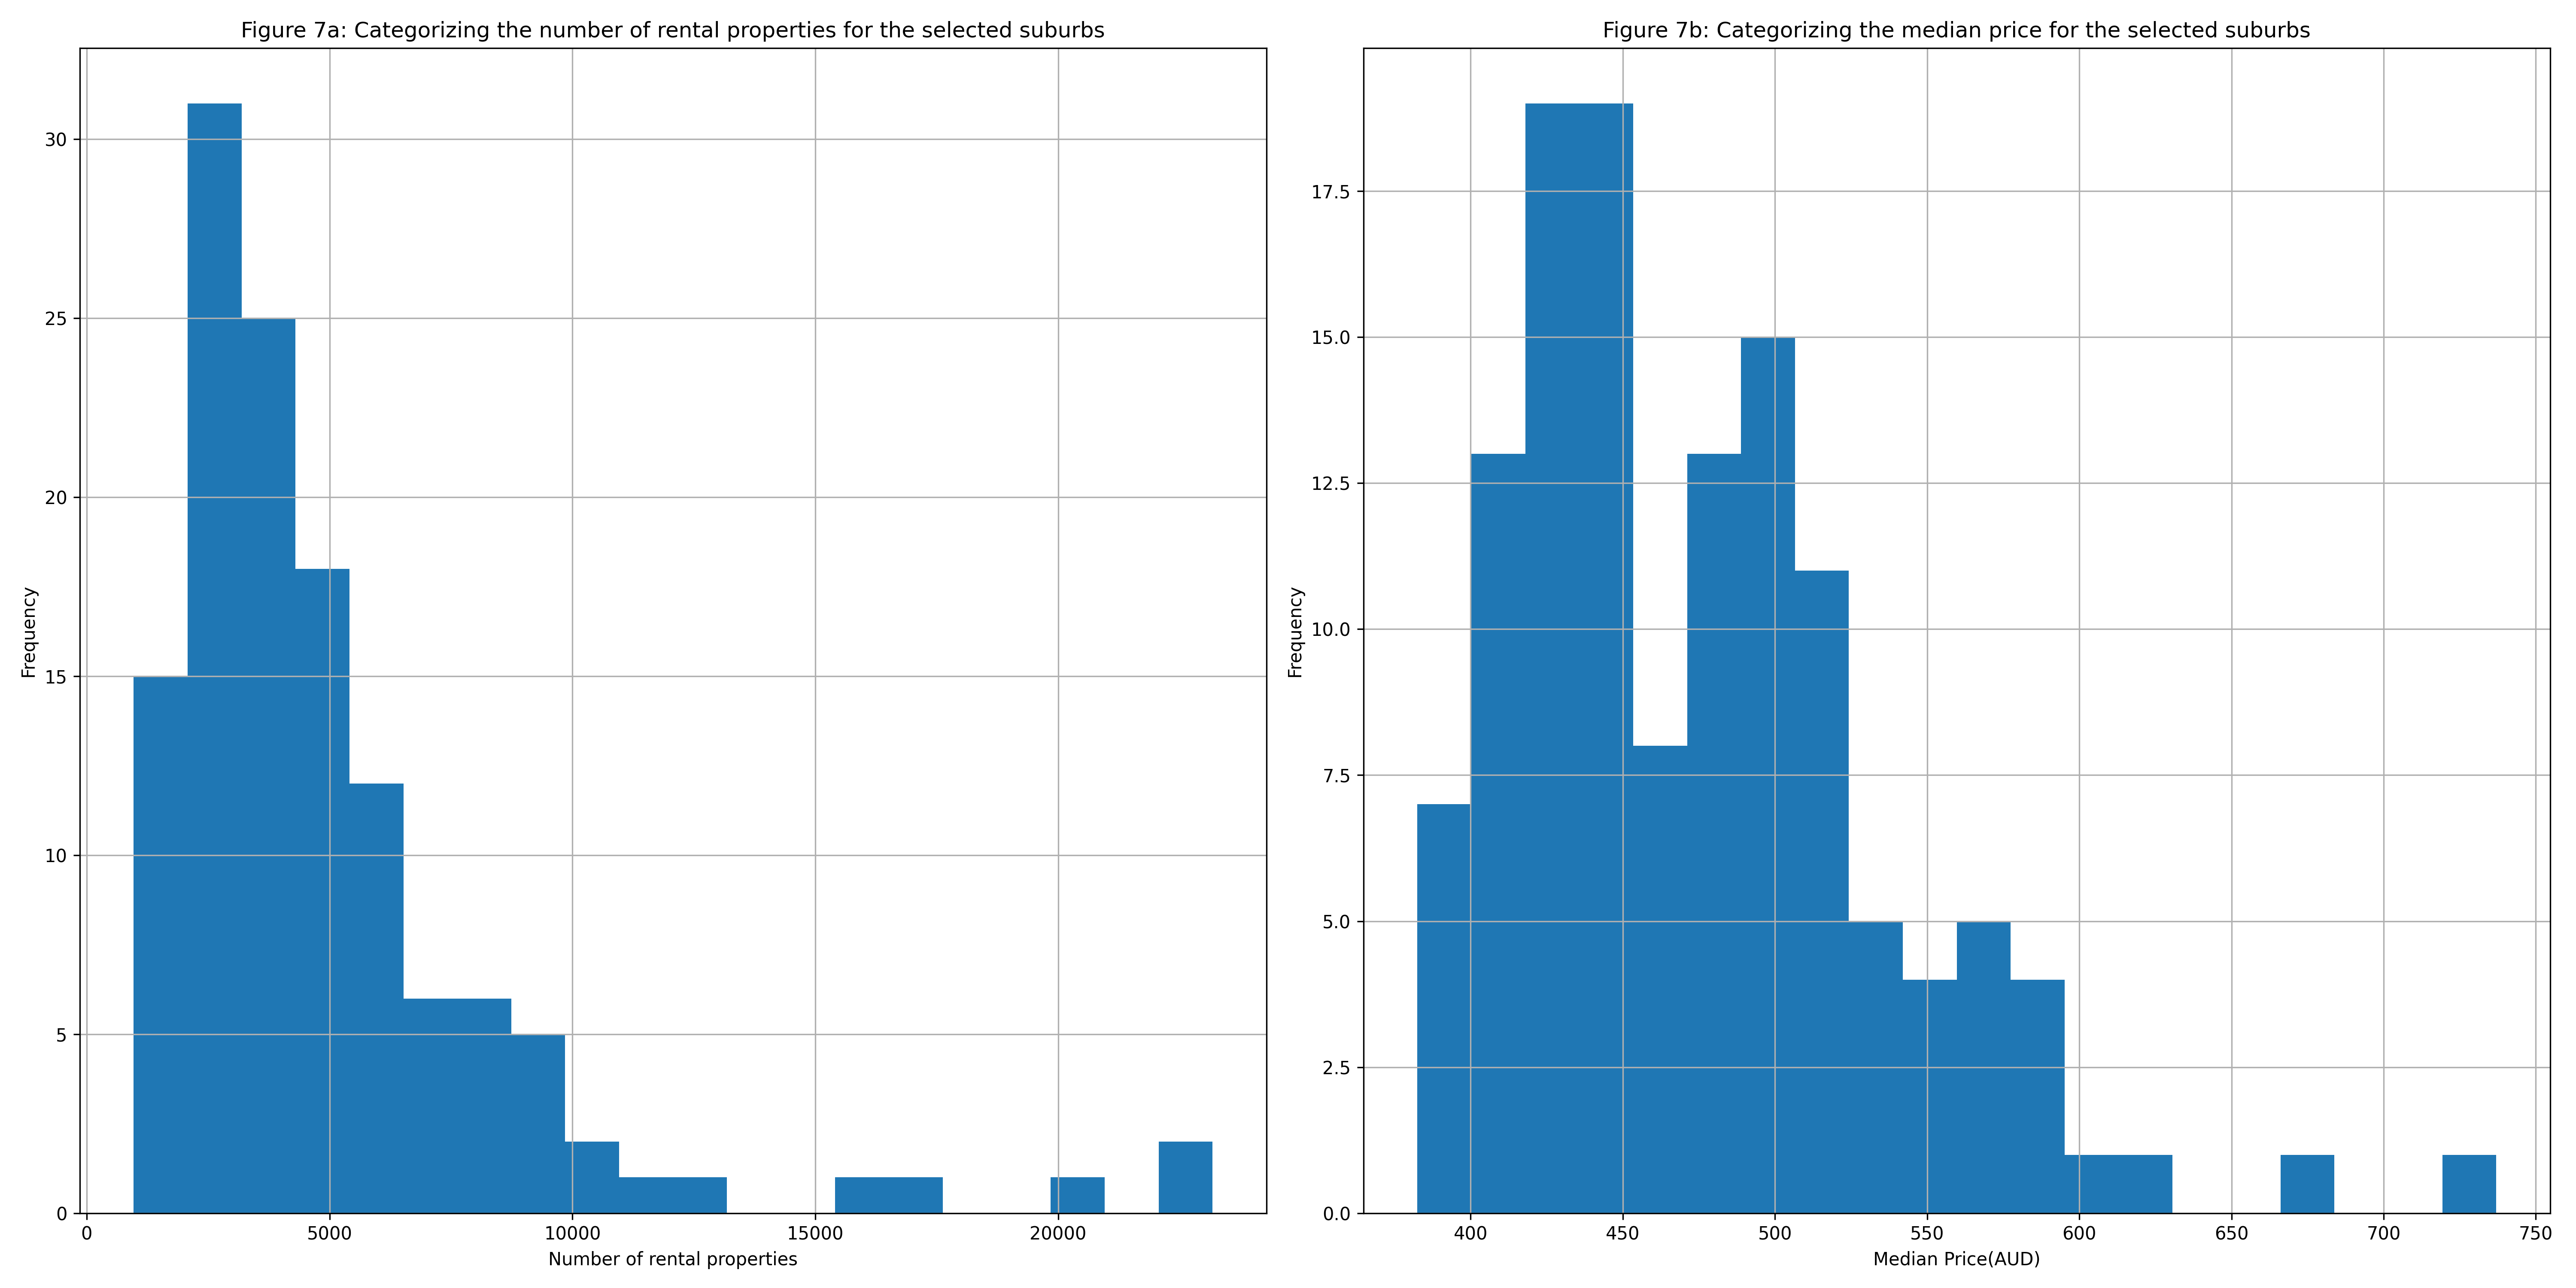 Figure 7a: Categorizing the number of rental properties for the selected suburbs
30
25
20
15
10
5
0
Frequency
0 5000 10000 15000 20000
Number of rental properties
Figure 7b: Categorizing the median price for the selected suburbs
17.5
15.0
12.5
10.0
7.5
5.0
2.5
0.0
Frequency
400 450 500 550 600 650 700 750
Median Price(AUD)